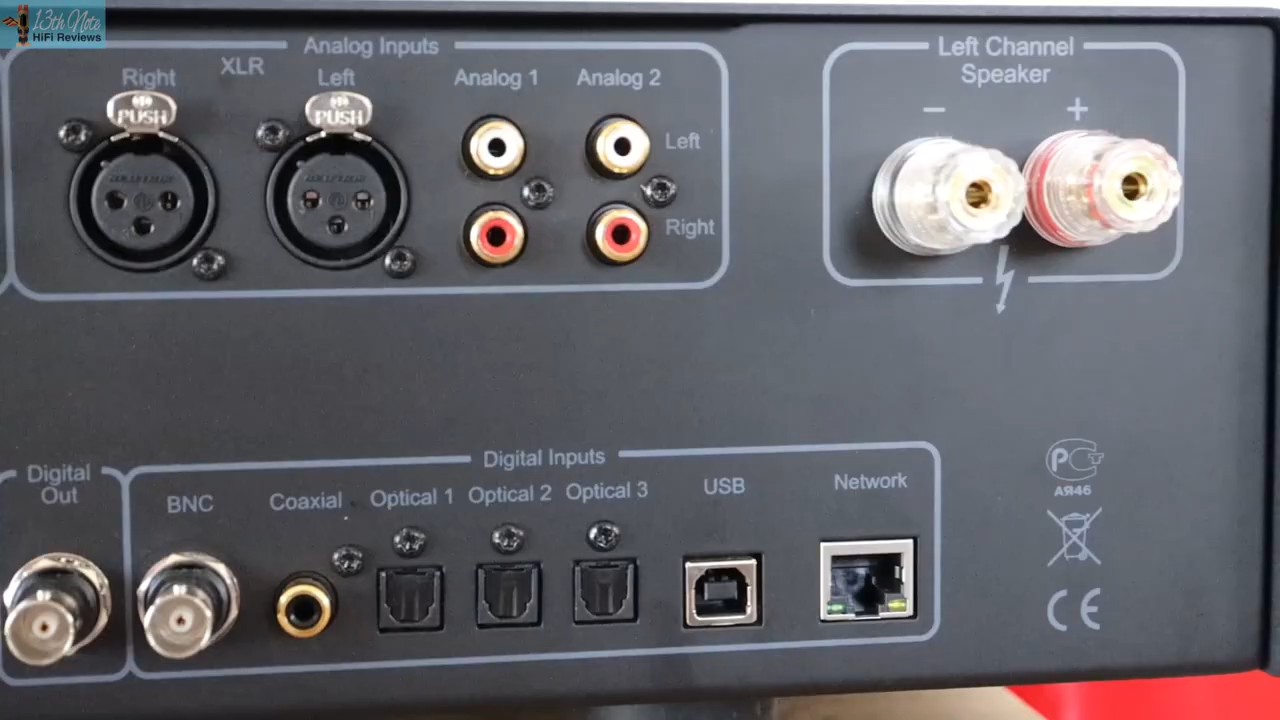 13th Note
HiFi Reviews
Analog Inputs
Right
XLR
Left
Analog 1
Analog 2
PUSH
PUSH
Left
Right
Left Channel
Speaker
− +
Digital
Out
Digital Inputs
BNC
Coaxial
Optical 1
Optical 2
Optical 3
USB
Network
АЯ46
CE